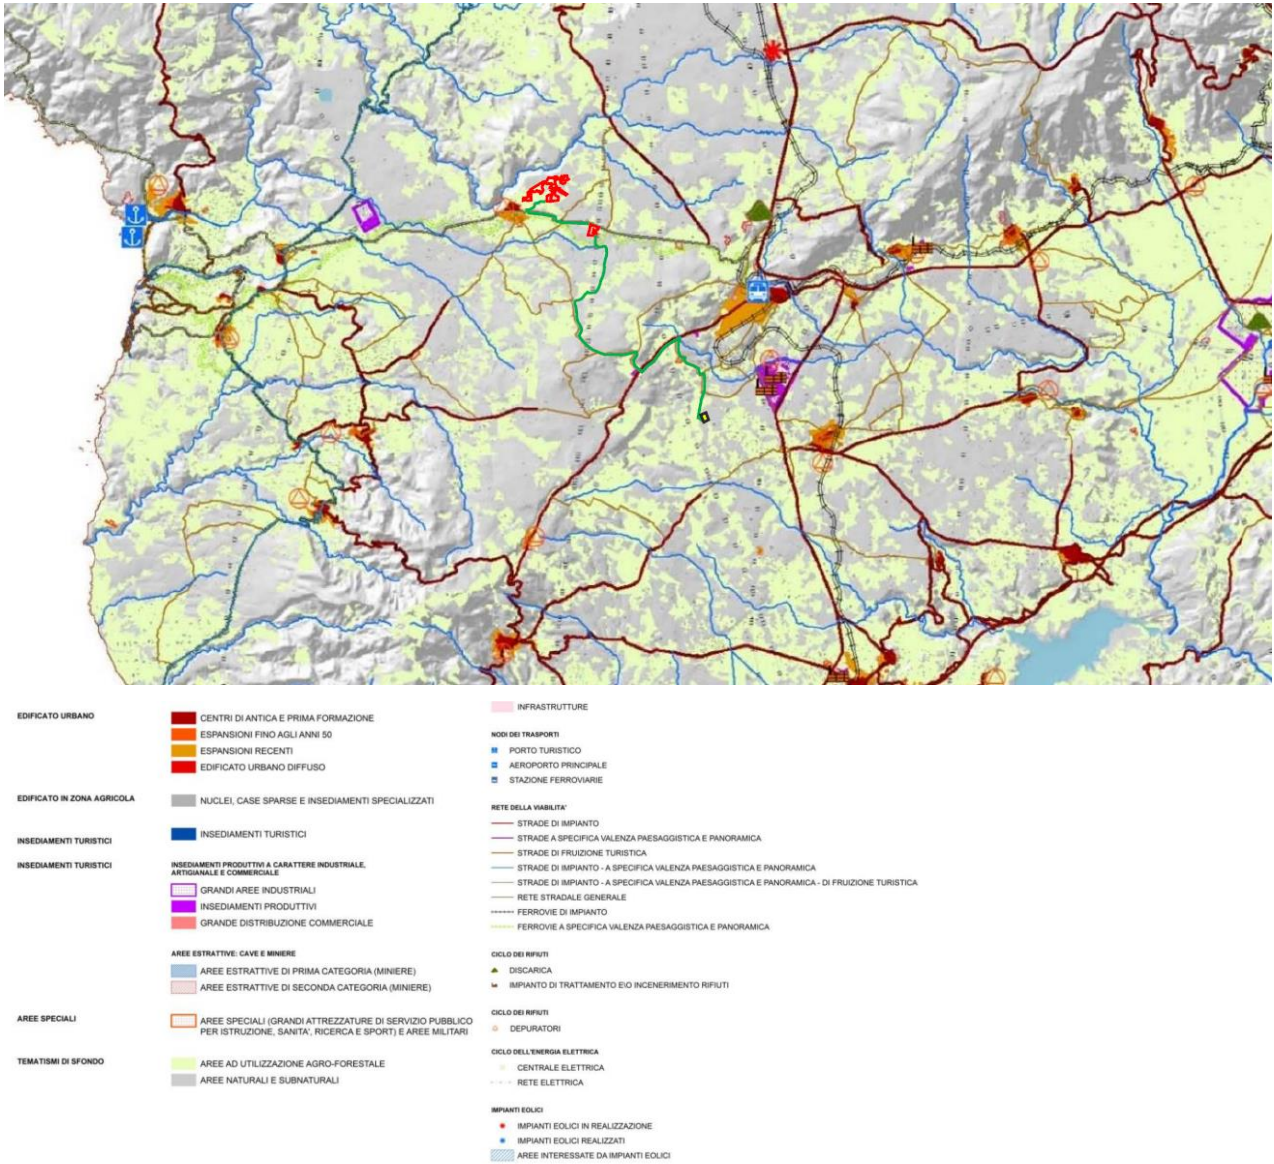 EDIFICATO URBANO
CENTRI DI ANTICA E PRIMA FORMAZIONE
ESPANSIONI FINO AGLI ANNI 50
ESPANSIONI RECENTI
EDIFICATO URBANO DIFFUSO
EDIFICATO IN ZONA AGRICOLA
NUCLEI, CASE SPARSE E INSEDIAMENTI SPECIALIZZATI
INSEDIAMENTI TURISTICI
INSEDIAMENTI TURISTICI
INSEDIAMENTI TURISTICI
INSEDIAMENTI PRODUTTIVI A CARATTERE INDUSTRIALE,
ARTIGIANALE E COMMERCIALE
GRANDI AREE INDUSTRIALI
INSEDIAMENTI PRODUTTIVI
GRANDE DISTRIBUZIONE COMMERCIALE
AREE ESTRATTIVE: CAVE E MINIERE
AREE ESTRATTIVE DI PRIMA CATEGORIA (MINIERE)
AREE ESTRATTIVE DI SECONDA CATEGORIA (MINIERE)
AREE SPECIALI
AREE SPECIALI (GRANDI ATTREZZATURE DI SERVIZIO PUBBLICO
PER ISTRUZIONE, SANITA', RICERCA E SPORT) E AREE MILITARI
TEMATISMI DI SFONDO
AREE AD UTILIZZAZIONE AGRO-FORESTALE
AREE NATURALI E SUBNATURALI
INFRASTRUTTURE
NODI DEI TRASPORTI
PORTO TURISTICO
AEROPORTO PRINCIPALE
STAZIONE FERROVIARIE
RETE DELLA VIABILITA'
STRADE DI IMPIANTO
STRADE A SPECIFICA VALENZA PAESAGGISTICA E PANORAMICA
STRADE DI FRUIZIONE TURISTICA
STRADE DI IMPIANTO - A SPECIFICA VALENZA PAESAGGISTICA E PANORAMICA
STRADE DI IMPIANTO - A SPECIFICA VALENZA PAESAGGISTICA E PANORAMICA - DI FRUIZIONE TURISTICA
RETE STRADALE GENERALE
FERROVIE DI IMPIANTO
FERROVIE A SPECIFICA VALENZA PAESAGGISTICA E PANORAMICA
CICLO DEI RIFIUTI
DISCARICA
IMPIANTO DI TRATTAMENTO E\O INCENERIMENTO RIFIUTI
CICLO DEI RIFIUTI
DEPURATORI
CICLO DELL'ENERGIA ELETTRICA
CENTRALE ELETTRICA
RETE ELETTRICA
IMPIANTI EOLICI
IMPIANTI EOLICI IN REALIZZAZIONE
IMPIANTI EOLICI REALIZZATI
AREE INTERESSATE DA IMPIANTI EOLICI